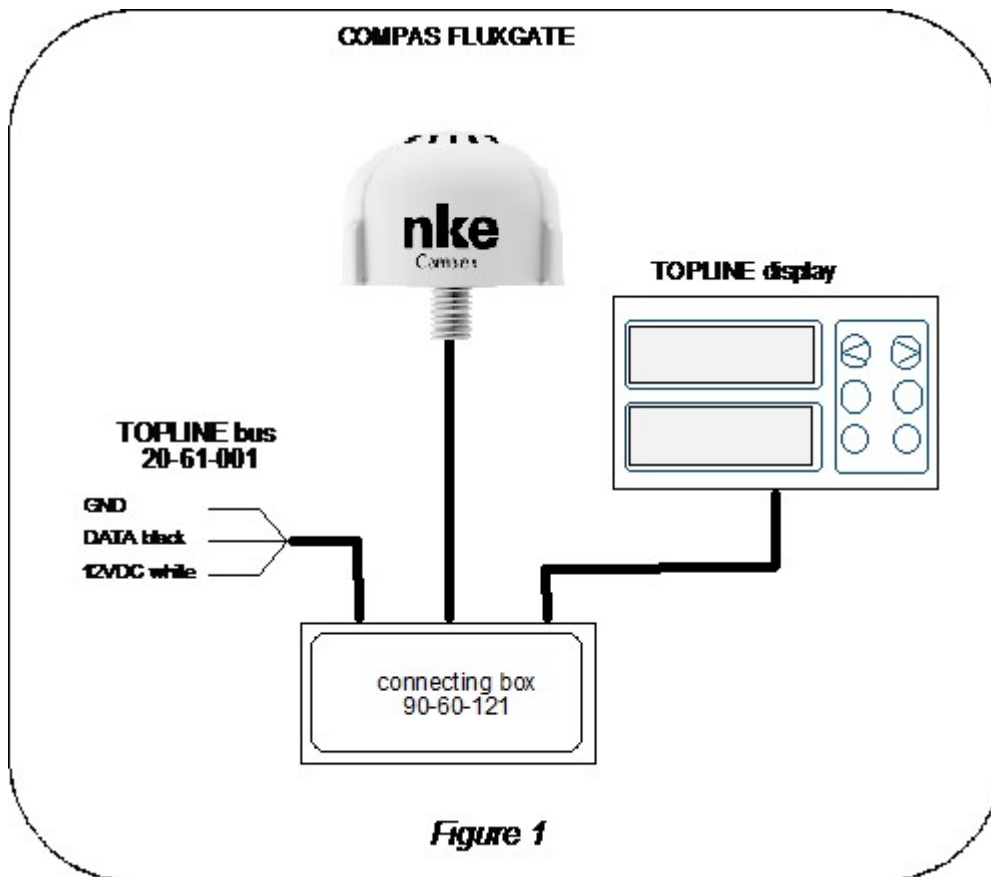 COMPAS FLUXGATE
nke
TOPLINE display
TOPLINE bus
20-61-001
GND
DATA black
12VDC white
connecting box
90-60-121
Figure 1